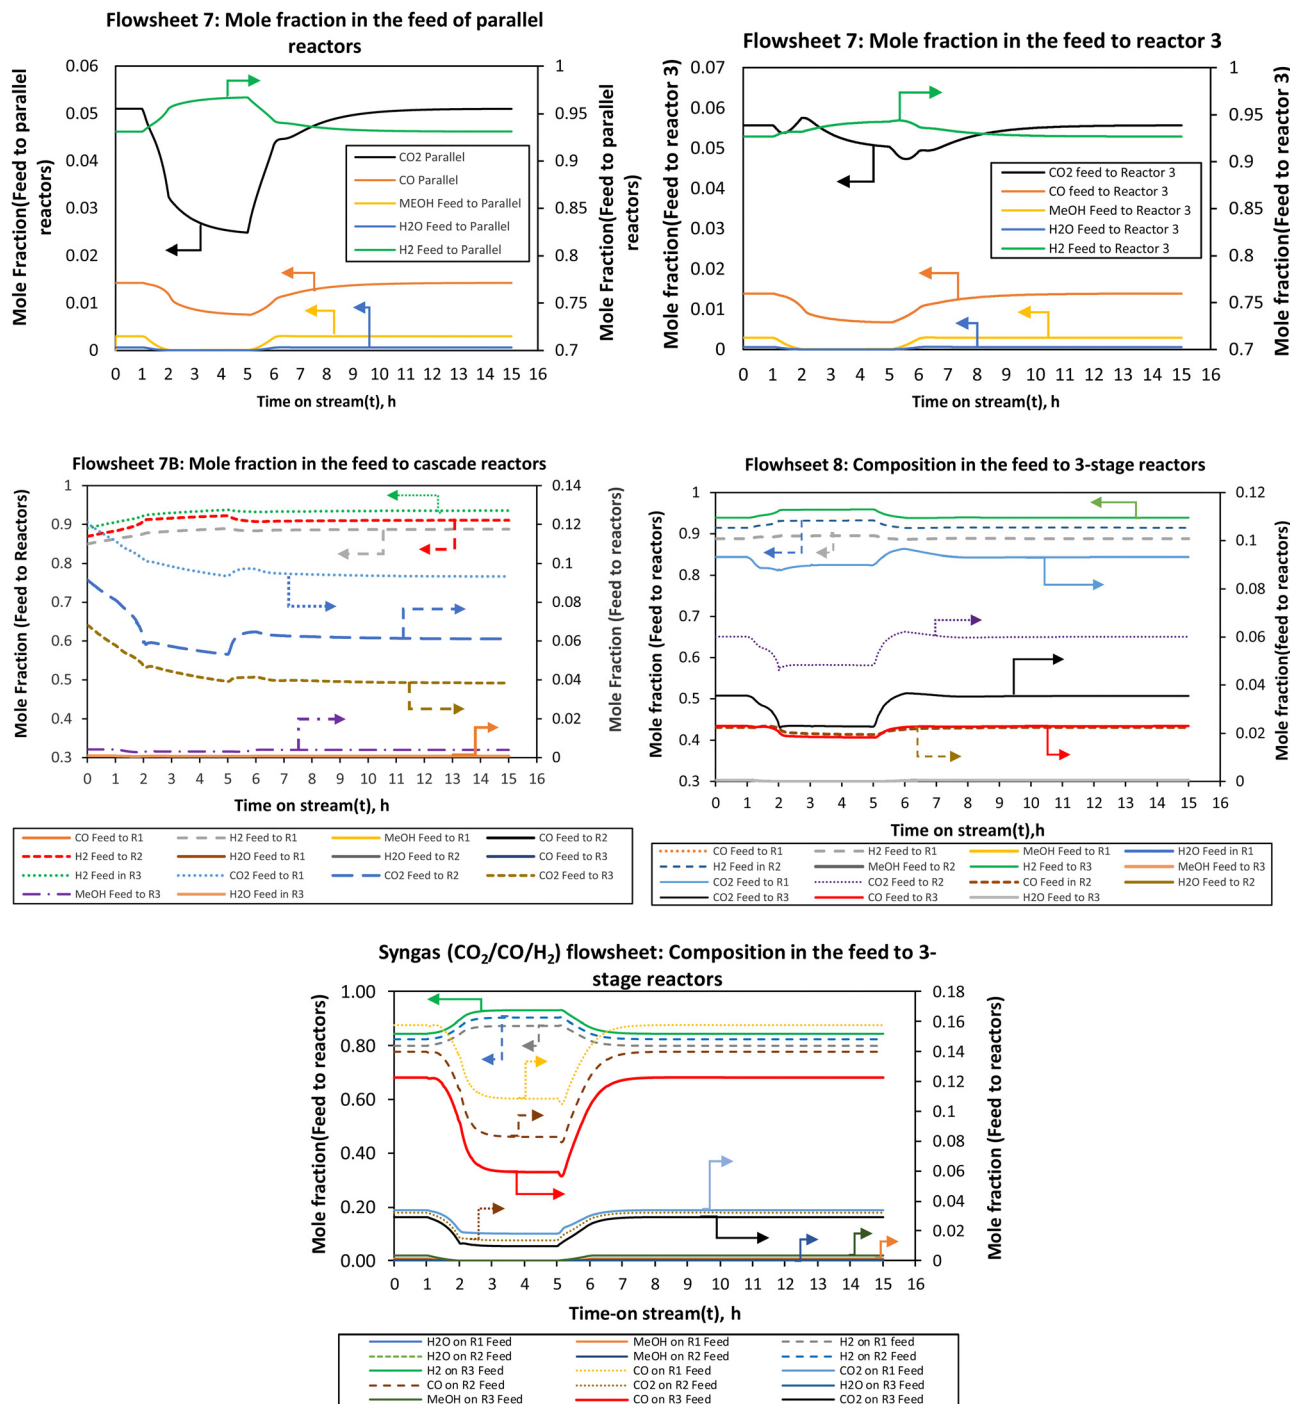 Flowsheet 7: Mole fraction in the feed of parallel
reactors
Mole Fraction(Feed to parallel
reactors)
0.06
0.05
0.04
0.03
0.02
0.01
0
1
0.95
0.9
0.85
0.8
0.75
0.7
Mole Fraction(Feed to parallel
reactors)
CO2 Parallel
CO Parallel
MEOH Feed to Parallel
H2O Feed to Parallel
H2 Feed to Parallel
0 1 2 3 4 5 6 7 8 9 10 11 12 13 14 15 16
Time on stream(t), h
Flowsheet 7: Mole fraction in the feed to reactor 3
Mole fraction(Feed to reactor 3)
0.07
0.06
0.05
0.04
0.03
0.02
0.01
0
1
0.95
0.9
0.85
0.8
0.75
0.7
Mole fraction(Feed to reactor 3)
CO2 feed to Reactor 3
CO feed to Reactor 3
MeOH Feed to Reactor 3
H2O Feed to Reactor 3
H2 Feed to Reactor 3
0 1 2 3 4 5 6 7 8 9 10 11 12 13 14 15 16
Time on stream(t), h
Flowsheet 7B: Mole fraction in the feed to cascade reactors
Mole Fraction (Feed to Reactors)
1
0.9
0.8
0.7
0.6
0.5
0.4
0.3
0.14
0.12
0.1
0.08
0.06
0.04
0.02
0
Mole Fraction (Feed to reactors)
0 1 2 3 4 5 6 7 8 9 10 11 12 13 14 15 16
Time on stream(t), h
CO Feed to R1 H2 Feed to R1 MeOH Feed to R1 CO Feed to R2
H2 Feed to R2 H2O Feed to R1 H2O Feed to R2 CO Feed to R3
H2 Feed in R3 CO2 Feed to R1 CO2 Feed to R2 CO2 Feed to R3
MeOH Feed to R3 H2O Feed in R3
Flowhseet 8: Composition in the feed to 3-stage reactors
Mole fraction (Feed to reactors)
1
0.9
0.8
0.7
0.6
0.5
0.4
0.3
0.12
0.1
0.08
0.06
0.04
0.02
0
Mole fraction(feed to reactors)
0 1 2 3 4 5 6 7 8 9 10 11 12 13 14 15 16
Time on stream(t),h
CO Feed to R1 H2 Feed to R1 MeOH Feed to R1 H2O Feed in R1
H2 Feed in R2 MeOH Feed to R2 H2 Feed to R3 MeOH Feed to R3
CO2 Feed to R1 CO2 Feed to R2 CO Feed in R2 H2O Feed to R2
CO2 Feed to R3 CO Feed to R3 H2O Feed to R3
Syngas (CO₂/CO/H₂) flowsheet: Composition in the feed to 3-
stage reactors
Mole fraction(Feed to reactors)
1.00
0.80
0.60
0.40
0.20
0.00
0.18
0.16
0.14
0.12
0.1
0.08
0.06
0.04
0.02
0
Mole fraction (Feed to reactors)
0 1 2 3 4 5 6 7 8 9 10 11 12 13 14 15 16
Time-on stream(t), h
H2O on R1 Feed MeOH on R1 Feed H2 on R1 feed
H2O on R2 Feed MeOH on R2 Feed H2 on R2 Feed
H2 on R3 Feed CO on R1 Feed CO2 on R1 Feed
CO on R2 Feed CO2 on R2 Feed H2O on R3 Feed
MeOH on R3 Feed CO on R3 Feed CO2 on R3 Feed